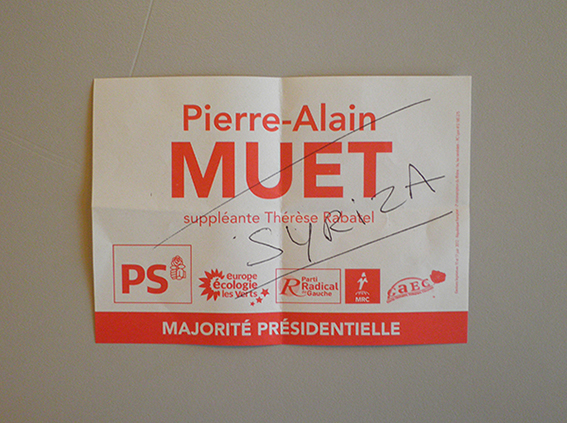 Pierre-Alain
MUET
suppléante Thérèse Rabatel
SYRIZA
PS
europe
écologie
les Verts
Parti
Radical
de Gauche
MRC
GAEC
MAJORITÉ PRÉSIDENTIELLE